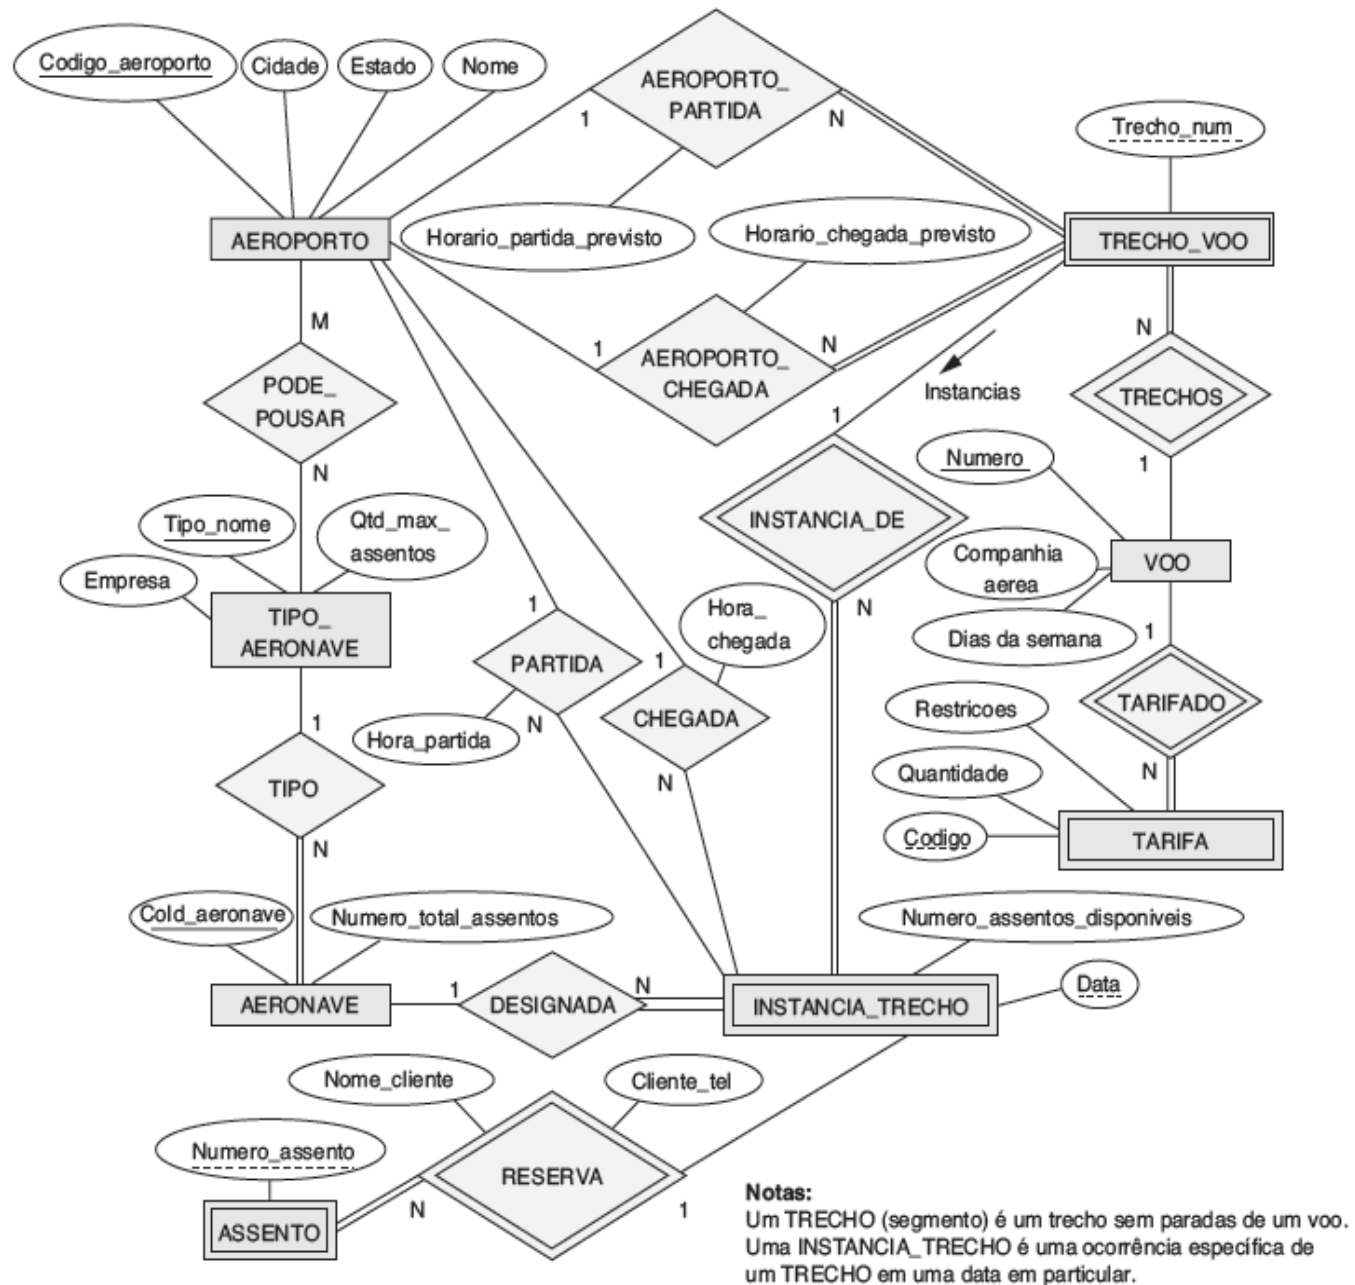 Codigo_aeroporto
Cidade
Estado
Nome
AEROPORTO_
PARTIDA
1
N
Trecho_num
AEROPORTO
Horario_partida_previsto
Horario_chegada_previsto
TRECHO_VOO
M
1
AEROPORTO_
CHEGADA
N
N
Instancias
PODE_
POUSAR
TRECHOS
1
N
Numero
1
Tipo_nome
Qtd_max_
assentos
INSTANCIA_DE
Companhia
aerea
VOO
Empresa
TIPO_
AERONAVE
1
Hora_
chegada
N
Dias da semana
1
PARTIDA
1
1
CHEGADA
Restricoes
TARIFADO
Hora_partida
N
TIPO
N
Quantidade
N
N
Codigo
TARIFA
Cold_aeronave
Numero_total_assentos
Numero_assentos_disponiveis
AERONAVE
1
DESIGNADA
N
INSTANCIA_TRECHO
Data
Nome_cliente
Cliente_tel
Numero_assento
RESERVA
N
1
ASSENTO
Notas:
Um TRECHO (segmento) é um trecho sem paradas de um voo.
Uma INSTANCIA_TRECHO é uma ocorrência específica de
um TRECHO em uma data em particular.